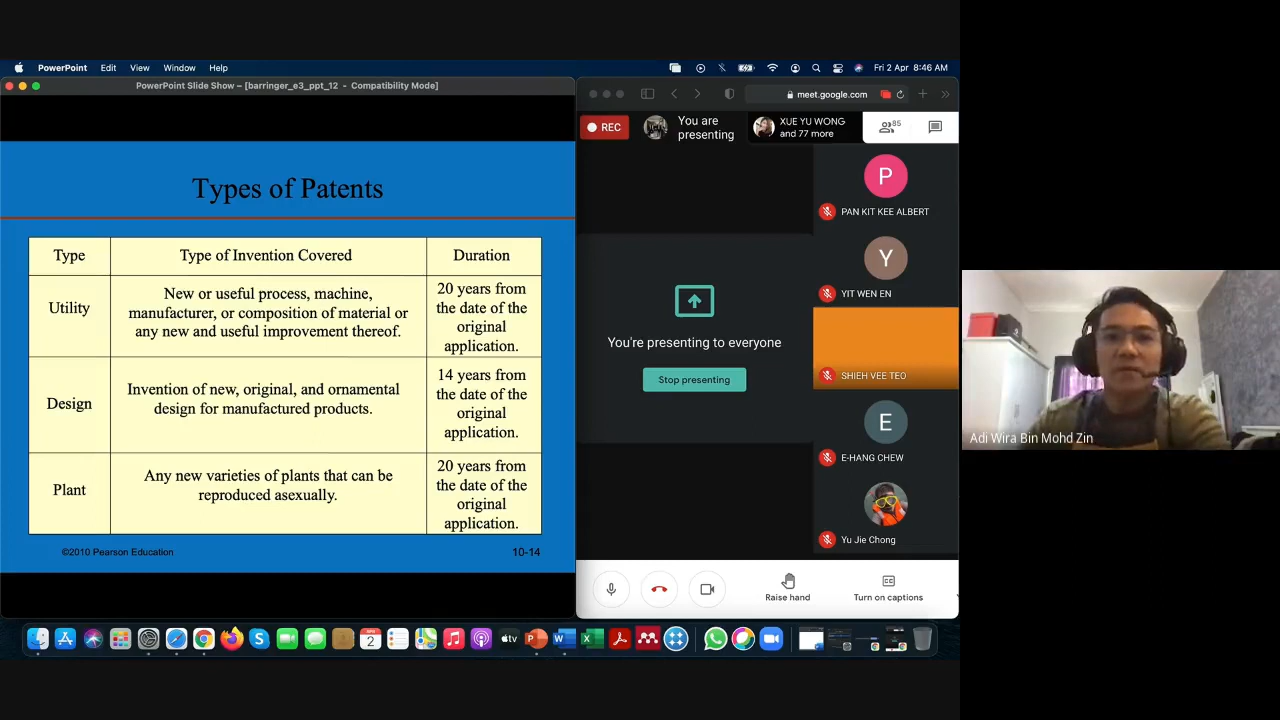 PowerPoint Edit View Window Help
Fri 2 Apr 8:46 AM
PowerPoint Slide Show – [barringer_e3_ppt_12 - Compatibility Mode]
Types of Patents
Type
Type of Invention Covered
Duration
Utility
New or useful process, machine,
manufacturer, or composition of material or
any new and useful improvement thereof.
20 years from
the date of the
original
application.
Design
Invention of new, original, and ornamental
design for manufactured products.
14 years from
the date of the
original
application.
Plant
Any new varieties of plants that can be
reproduced asexually.
20 years from
the date of the
original
application.
©2010 Pearson Education
10-14
meet.google.com
REC
You are
presenting
XUE YU WONG
and 77 more
85
P
PAN KIT KEE ALBERT
Y
YIT WEN EN
SHIEH VEE TEO
E
E-HANG CHEW
Yu Jie Chong
You're presenting to everyone
Stop presenting
Raise hand
CC
Turn on captions
Adi Wira Bin Mohd Zin
APR
2
tv